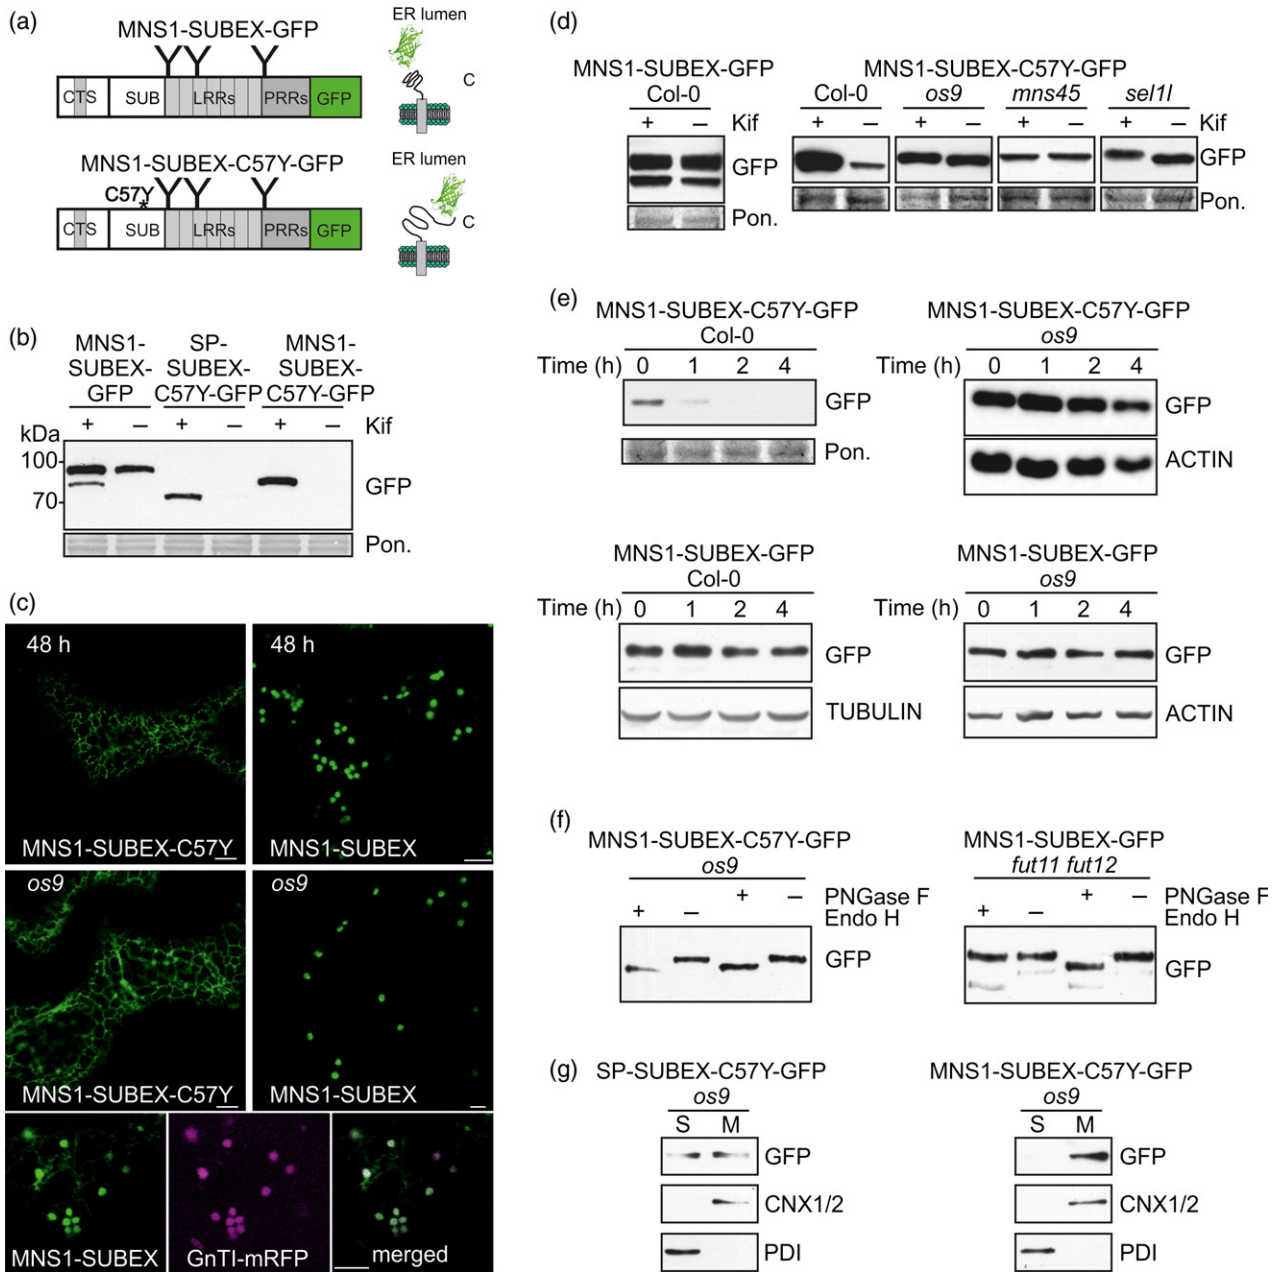 (a)
MNS1-SUBEX-GFP
CTS SUB LRRs PRRs GFP
ER lumen
C
MNS1-SUBEX-C57Y-GFP
C57Y
*
CTS SUB LRRs PRRs GFP
ER lumen
C
(b)
MNS1- SP- MNS1-
SUBEX- SUBEX- SUBEX-
GFP C57Y-GFP C57Y-GFP
+ – + – + – Kif
kDa
100
70
GFP
Pon.
(c)
48 h
MNS1-SUBEX-C57Y
MNS1-SUBEX
os9
MNS1-SUBEX-C57Y
os9
MNS1-SUBEX
MNS1-SUBEX
GnTI-mRFP
merged
(d)
MNS1-SUBEX-GFP
Col-0
+ – Kif
GFP
Pon.
MNS1-SUBEX-C57Y-GFP
Col-0 os9 mns45 sel1l
+ – + – + – + – Kif
GFP
Pon.
(e)
MNS1-SUBEX-C57Y-GFP
Col-0
Time (h) 0 1 2 4
GFP
Pon.
MNS1-SUBEX-C57Y-GFP
os9
Time (h) 0 1 2 4
GFP
ACTIN
MNS1-SUBEX-GFP
Col-0
Time (h) 0 1 2 4
GFP
TUBULIN
MNS1-SUBEX-GFP
os9
Time (h) 0 1 2 4
GFP
ACTIN
(f)
MNS1-SUBEX-C57Y-GFP
os9
+ – PNGase F
+ – Endo H
GFP
MNS1-SUBEX-GFP
fut11 fut12
+ – PNGase F
+ – Endo H
GFP
(g)
SP-SUBEX-C57Y-GFP
os9
S M
GFP
CNX1/2
PDI
MNS1-SUBEX-C57Y-GFP
os9
S M
GFP
CNX1/2
PDI